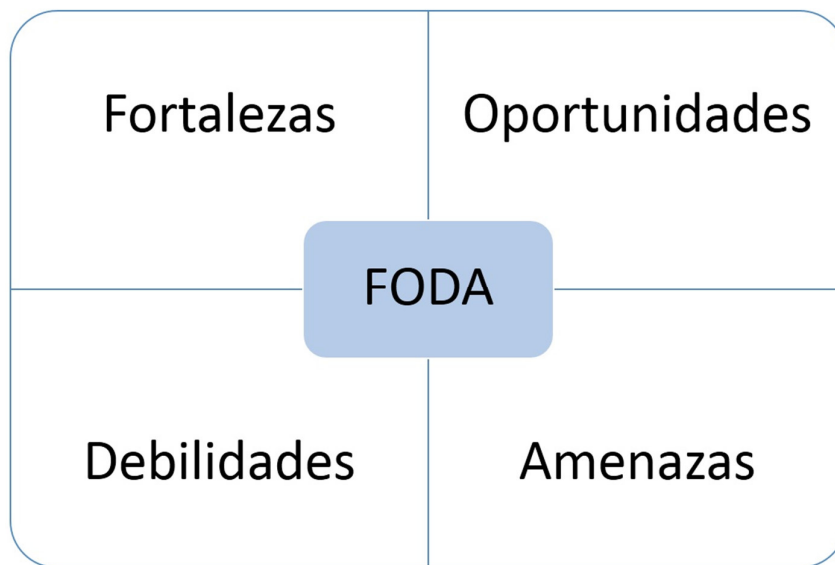 Fortalezas
Oportunidades
FODA
Debilidades
Amenazas